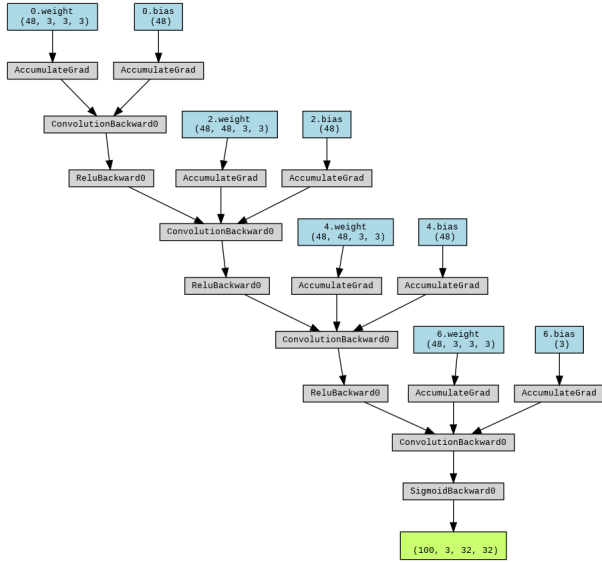 0.weight
(48, 3, 3, 3)
0.bias
(48)
AccumulateGrad
AccumulateGrad
ConvolutionBackward0
2.weight
(48, 48, 3, 3)
2.bias
(48)
ReluBackward0
AccumulateGrad
AccumulateGrad
ConvolutionBackward0
4.weight
(48, 48, 3, 3)
4.bias
(48)
ReluBackward0
AccumulateGrad
AccumulateGrad
ConvolutionBackward0
6.weight
(48, 3, 3, 3)
6.bias
(3)
ReluBackward0
AccumulateGrad
AccumulateGrad
ConvolutionBackward0
SigmoidBackward0
(100, 3, 32, 32)